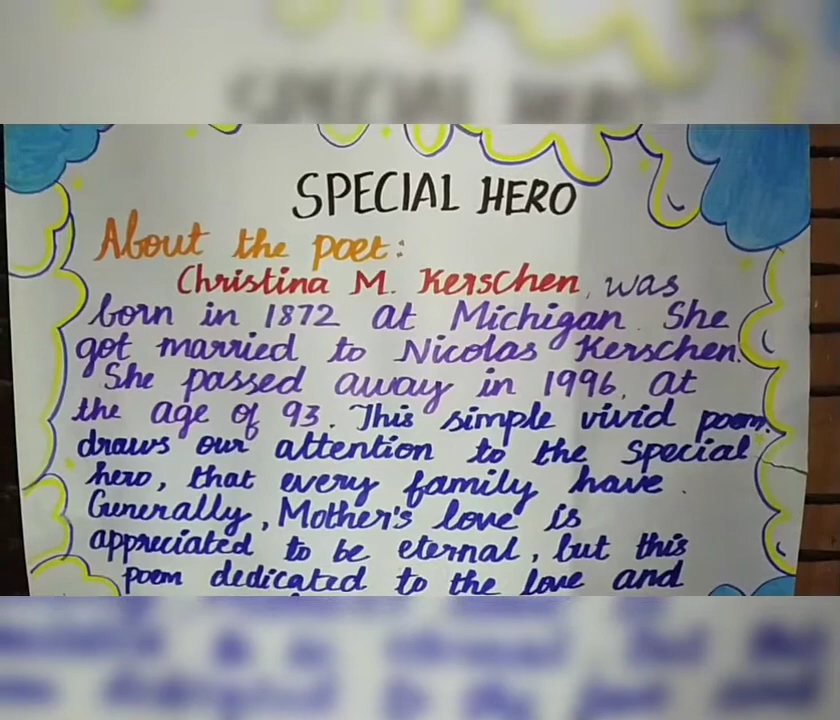 SPECIAL HERO
About the poet:
Christina M. Kerschen, was
born in 1872 at Michigan. She
got married to Nicolas Kerschen.
She passed away in 1996, at
the age of 93. This simple vivid poem.
draws our attention to the special
hero, that every family have.
Generally, Mother's love is
appreciated to be eternal, but this
poem dedicated to the love and